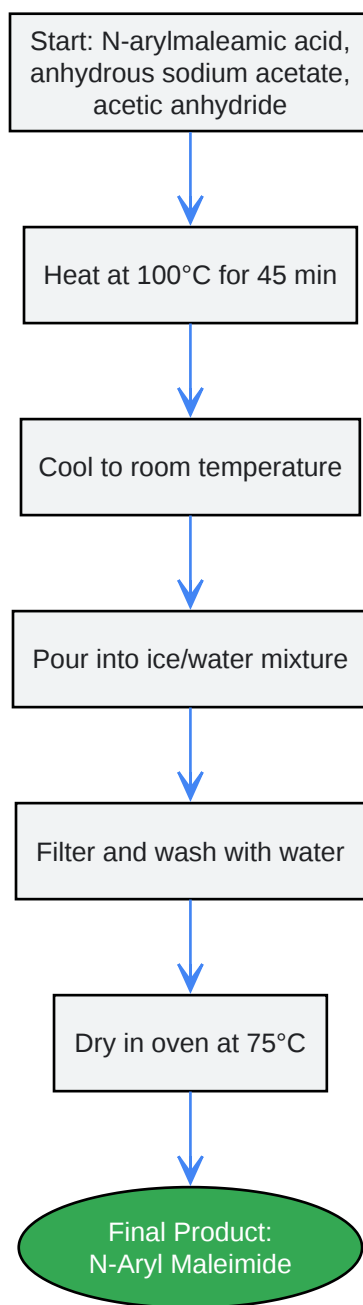 Start: N-arylmaleamic acid,
anhydrous sodium acetate,
acetic anhydride
Heat at 100°C for 45 min
Cool to room temperature
Pour into ice/water mixture
Filter and wash with water
Dry in oven at 75°C
Final Product:
N-Aryl Maleimide